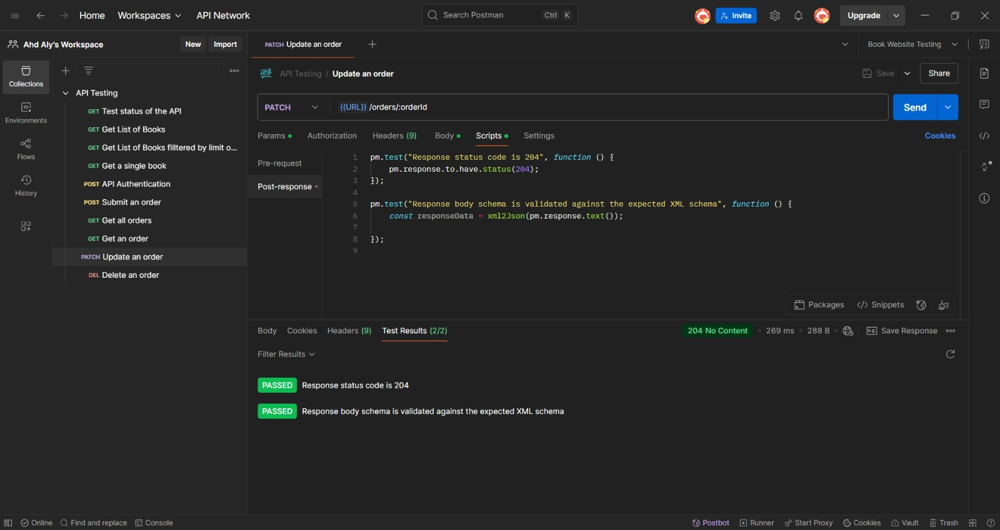 Home Workspaces API Network Search Postman Ctrl K Invite Upgrade
Ahd Aly's Workspace New Import PATCH Update an order Book Website Testing
Collections
Environments
Flows
History
API Testing
GET Test status of the API
GET Get List of Books
GET Get List of Books filltered by limit o...
GET Get a single book
POST API Authentication
POST Submit an order
GET Get all orders
GET Get an order
PATCH Update an order
DEL Delete an order
HTTP API Testing / Update an order Save Share
PATCH {{URL}} /orders/:orderId Send
Params Authorization Headers (9) Body Scripts Settings Cookies
Pre-request
Post-response
1 pm.test("Response status code is 204", function () {
2 pm.response.to.have.status(204);
3 });
4
5 pm.test("Response body schema is validated against the expected XML schema", function () {
6 const responseData = xml2Json(pm.response.text());
7
8 });
9
Packages </> Snippets
Body Cookies Headers (9) Test Results (2/2) 204 No Content 269 ms 288 B e.g. Save Response
Filter Results
PASSED Response status code is 204
PASSED Response body schema is validated against the expected XML schema
Online Find and replace Console Postbot Runner Start Proxy Cookies Vault Trash